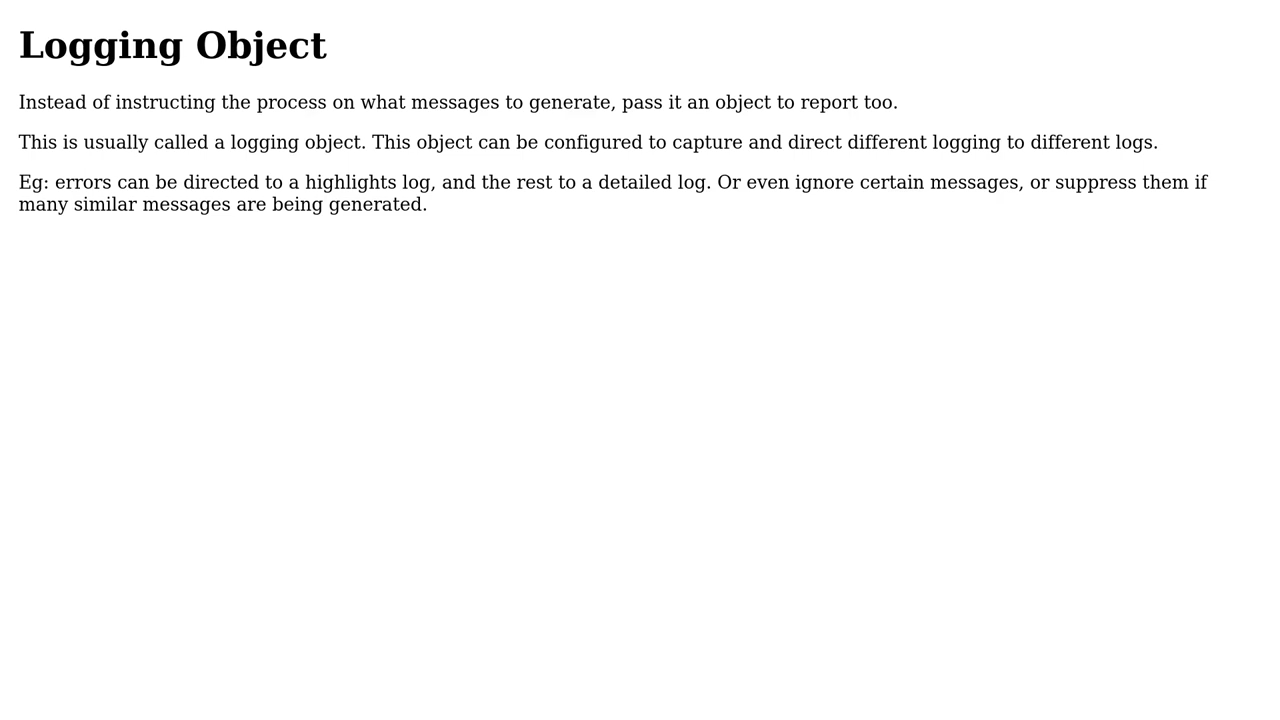 Logging Object
Instead of instructing the process on what messages to generate, pass it an object to report too.
This is usually called a logging object. This object can be configured to capture and direct different logging to different logs.
Eg: errors can be directed to a highlights log, and the rest to a detailed log. Or even ignore certain messages, or suppress them if
many similar messages are being generated.